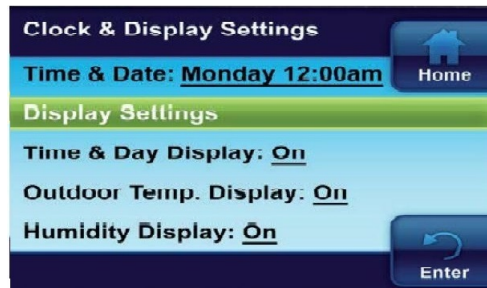 Clock & Display Settings
Time & Date: Monday 12:00am
Home
Display Settings
Time & Day Display: On
Outdoor Temp. Display: On
Humidity Display: On
Enter